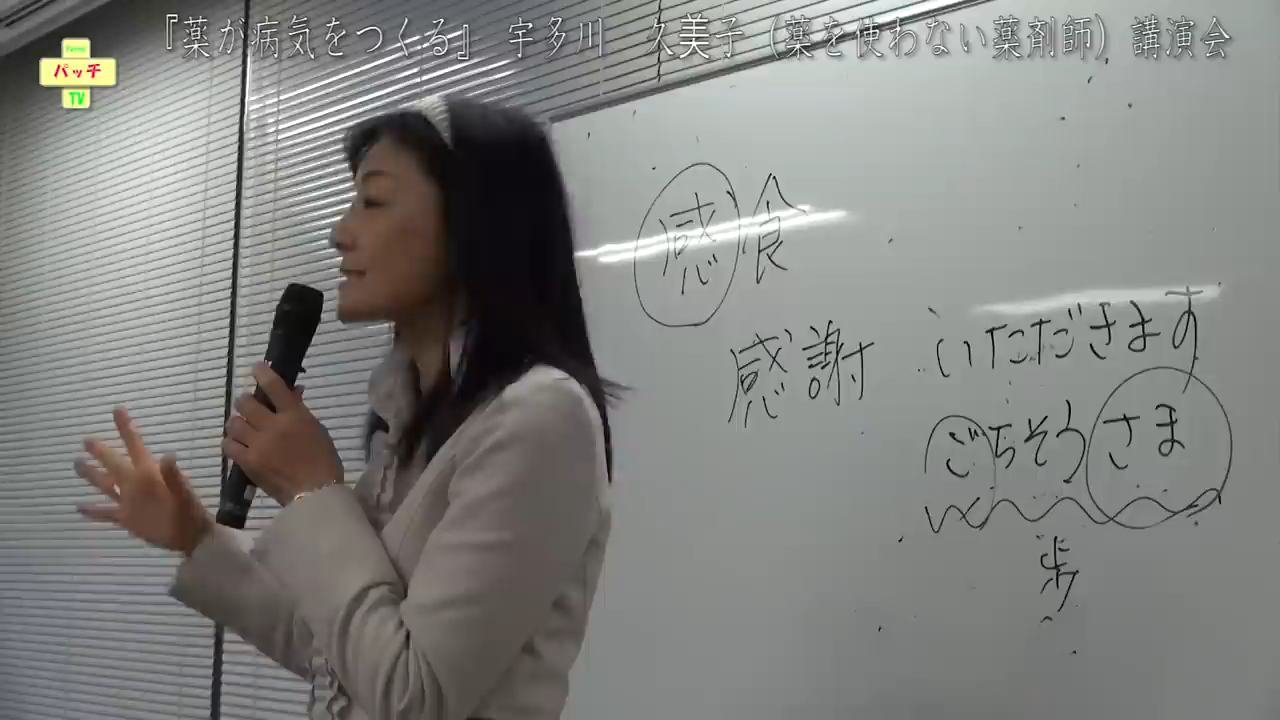 『薬が病気をつくる』 宇多川 久美子（薬を使わない薬剤師）講演会
パッチ
TV
感食
感謝
いただきます
ごちそうさま
歩